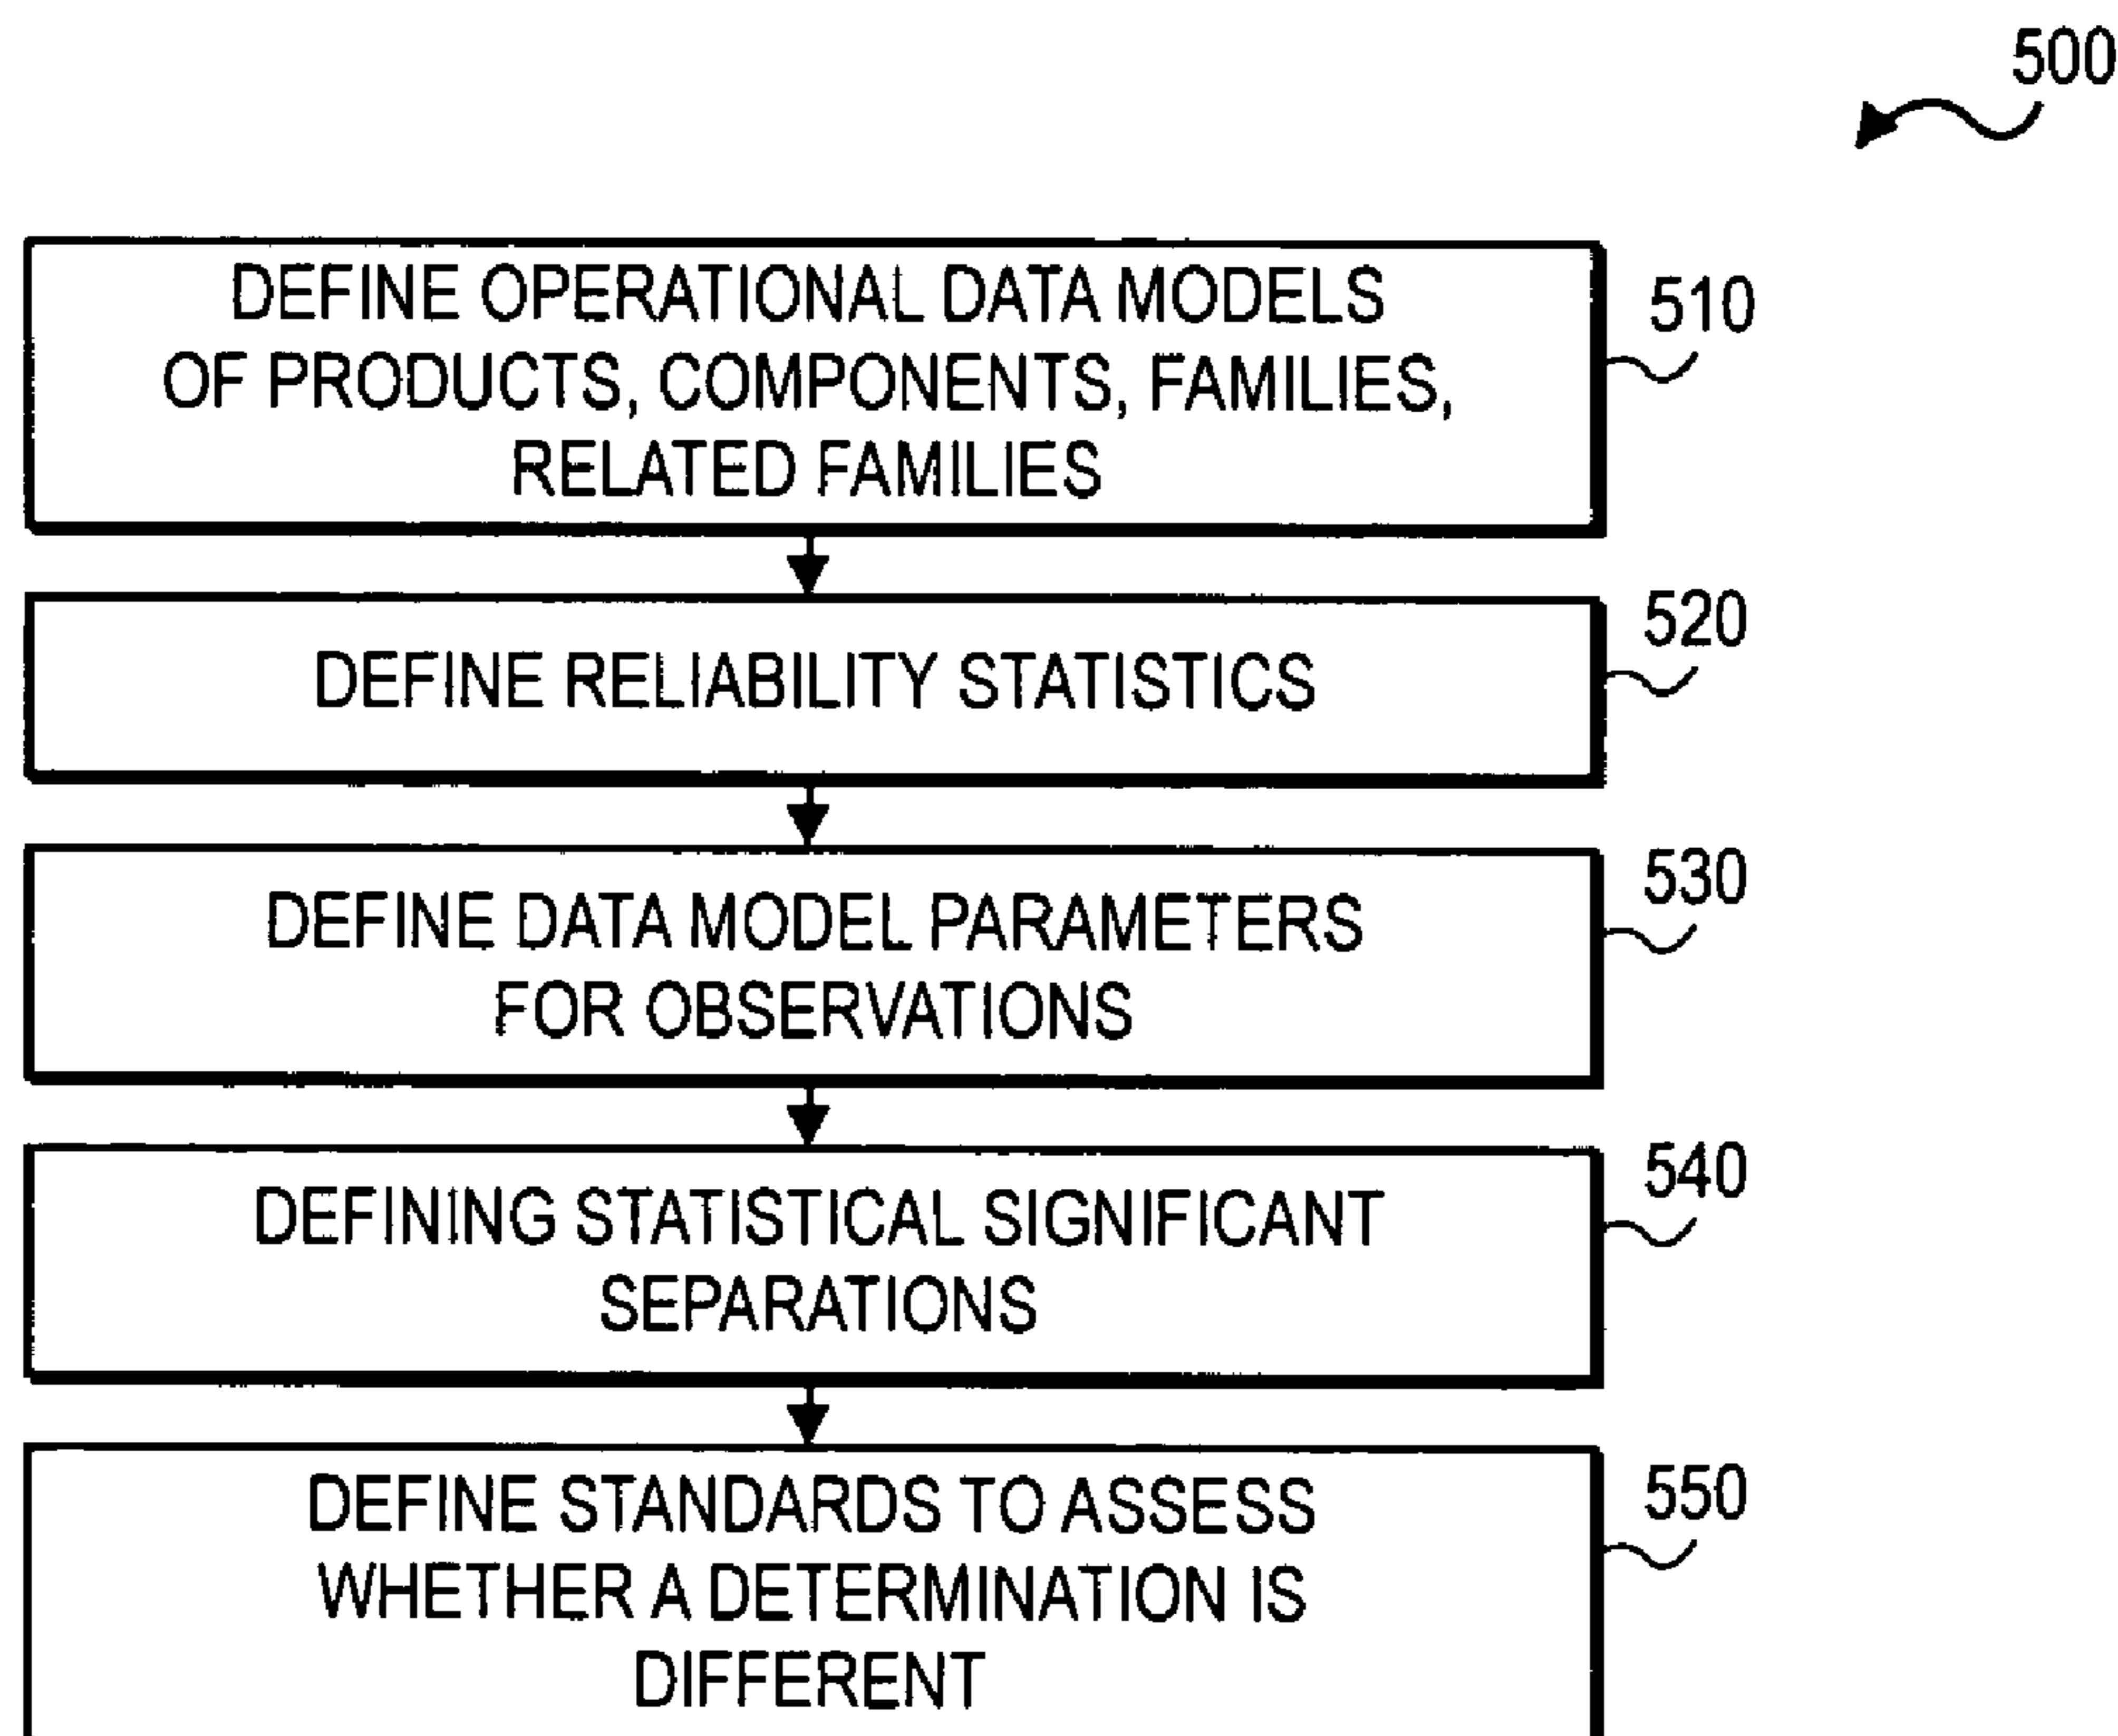 500
DEFINE OPERATIONAL DATA MODELS
OF PRODUCTS, COMPONENTS, FAMILIES,
RELATED FAMILIES
510
DEFINE RELIABILITY STATISTICS
520
DEFINE DATA MODEL PARAMETERS
FOR OBSERVATIONS
530
DEFINING STATISTICAL SIGNIFICANT
SEPARATIONS
540
DEFINE STANDARDS TO ASSESS
WHETHER A DETERMINATION IS
DIFFERENT
550